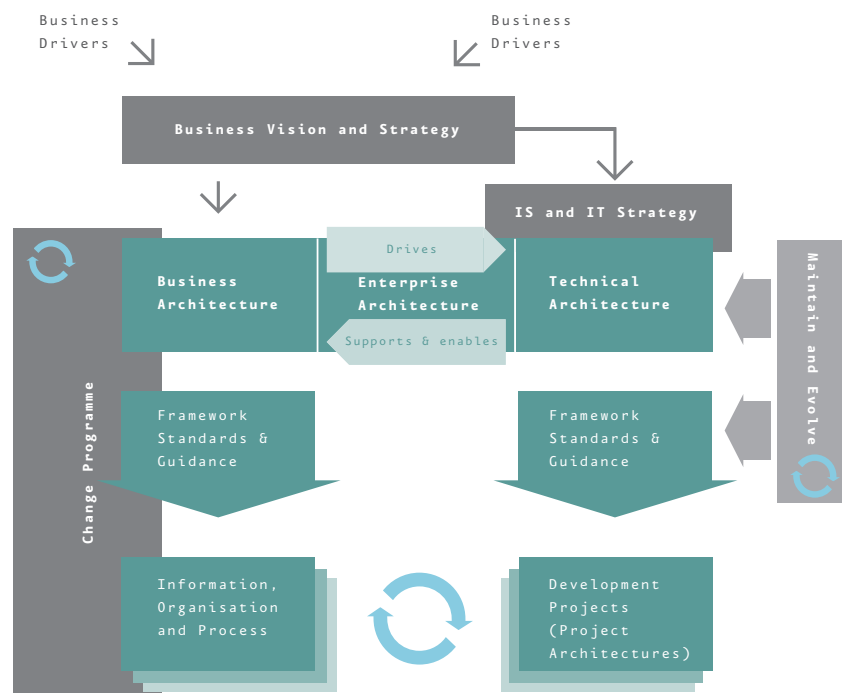 Business
Drivers
Business
Drivers
Business Vision and Strategy
IS and IT Strategy
Drives
Business
Architecture
Enterprise
Architecture
Technical
Architecture
Supports & enables
Maintain and Evolve
Change Programme
Framework
Standards &
Guidance
Framework
Standards &
Guidance
Information,
Organisation
and Process
Development
Projects
(Project
Architectures)